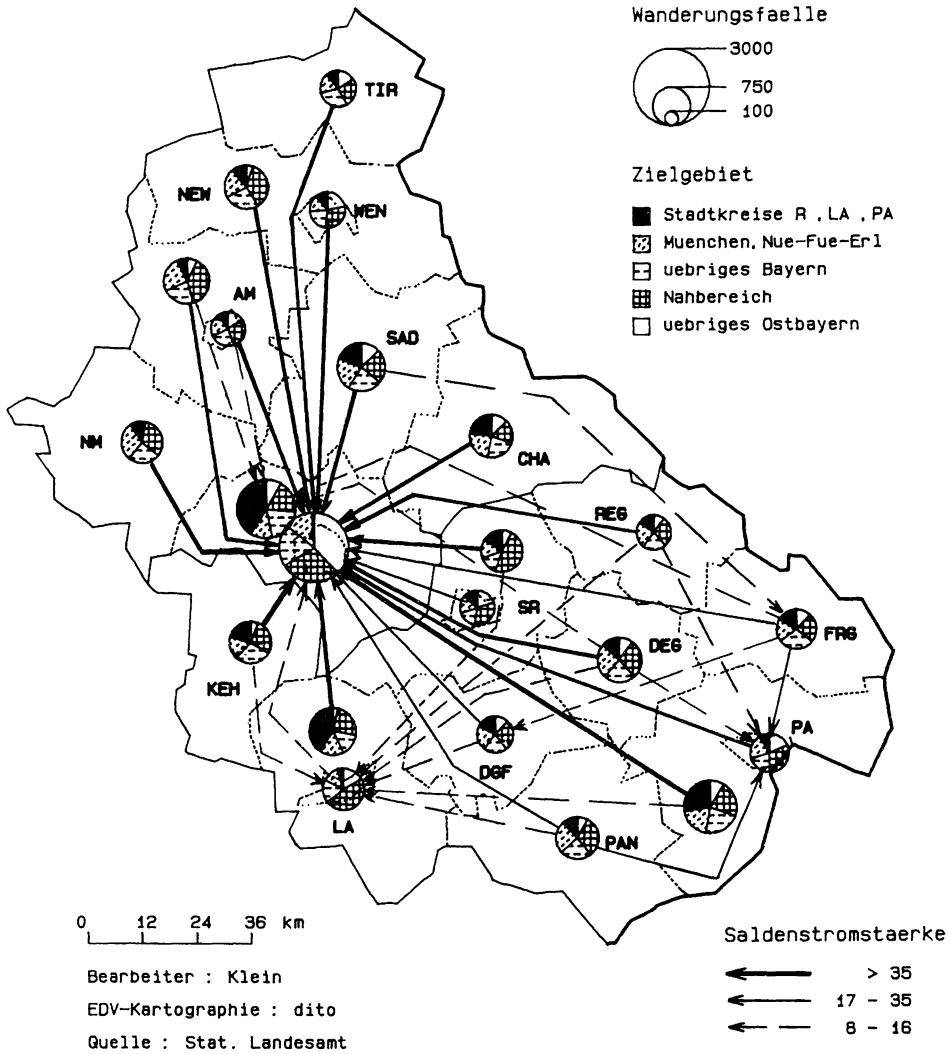 Wanderungsfaelle
3000
750
100
Zielgebiet
Stadtkreise R , LA , PA
Muenchen, Nue-Fue-Erl
uebriges Bayern
Nahbereich
uebriges Ostbayern
TIR
NEW
WEN
AM
SAD
NM
CHA
REG
SR
FRG
DEG
KEH
PA
DGF
LA
PAN
0 12 24 36 km
Bearbeiter : Klein
EDV-Kartographie : dito
Quelle : Stat. Landesamt
Saldenstromstaerke
> 35
17 - 35
8 - 16